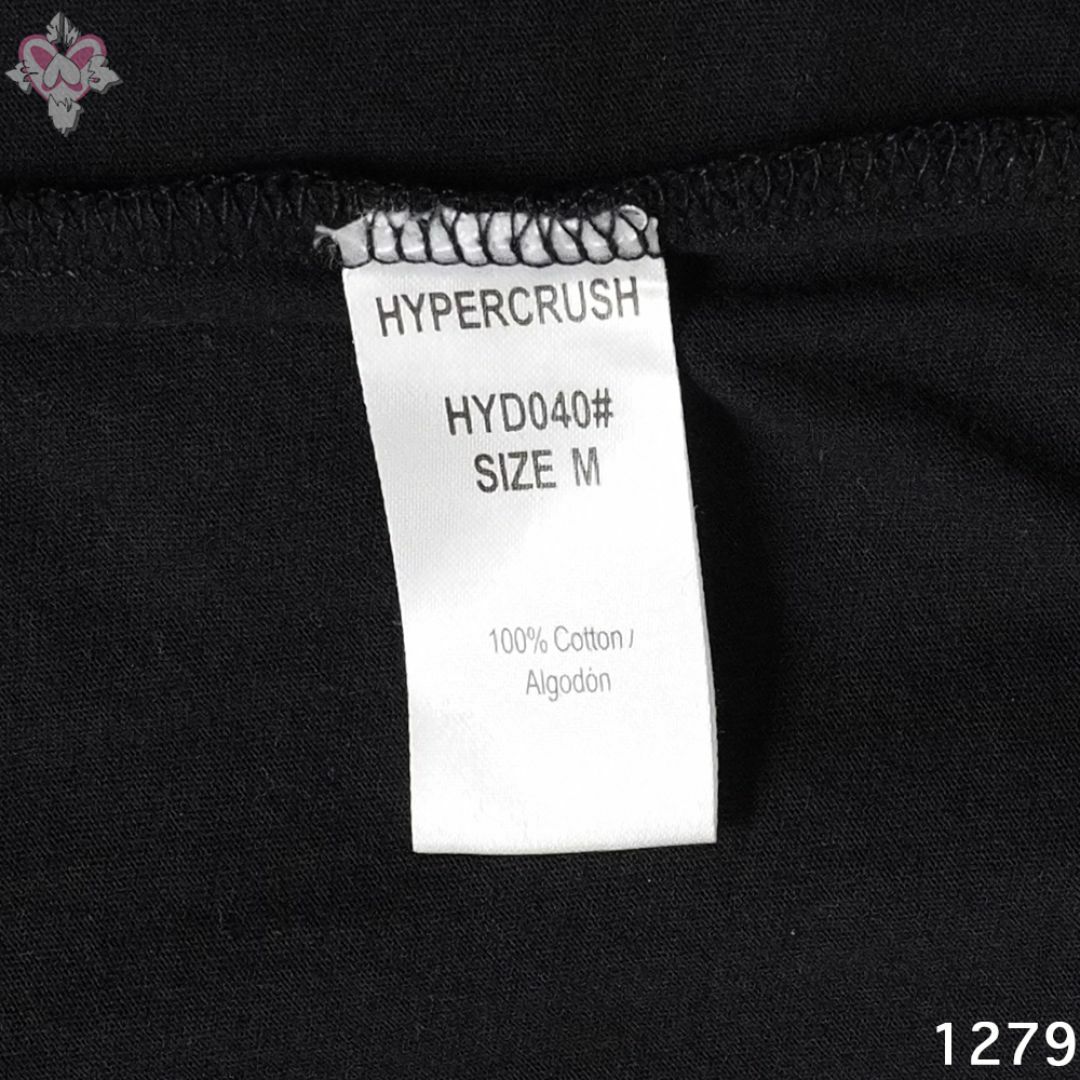 HYPERCRUSH
HYD040#
SIZE M
100% Cotton /
Algodón
1279